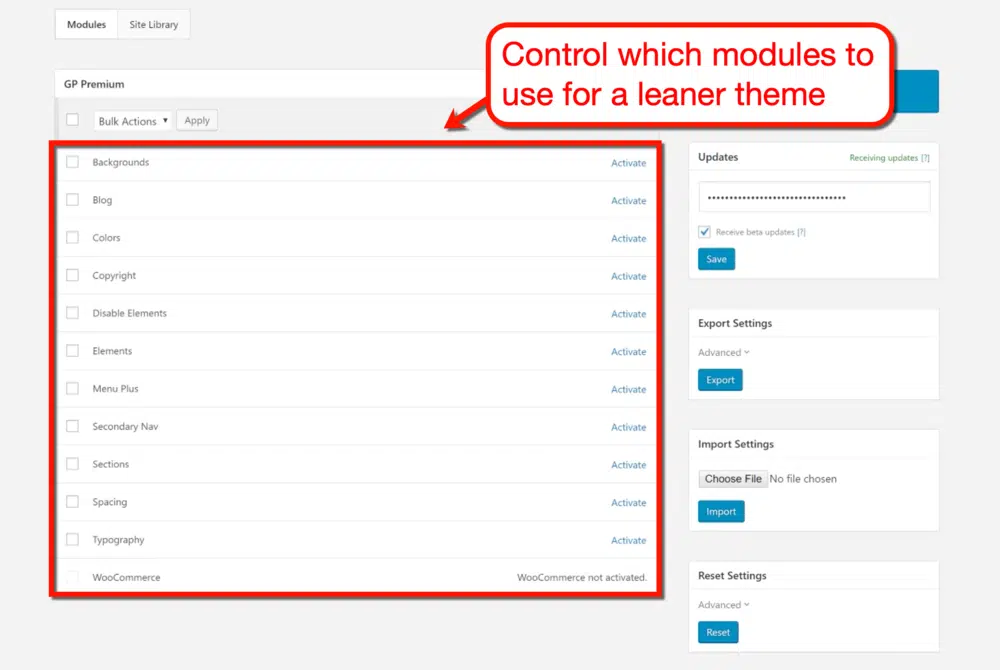 Modules
Site Library
Control which modules to
use for a leaner theme
GP Premium
Bulk Actions
Apply
Backgrounds Activate
Blog Activate
Colors Activate
Copyright Activate
Disable Elements Activate
Elements Activate
Menu Plus Activate
Secondary Nav Activate
Sections Activate
Spacing Activate
Typography Activate
WooCommerce WooCommerce not activated.
Updates Receiving updates [?]
Receive beta updates [?]
Save
Export Settings
Advanced
Export
Import Settings
Choose File No file chosen
Import
Reset Settings
Advanced
Reset